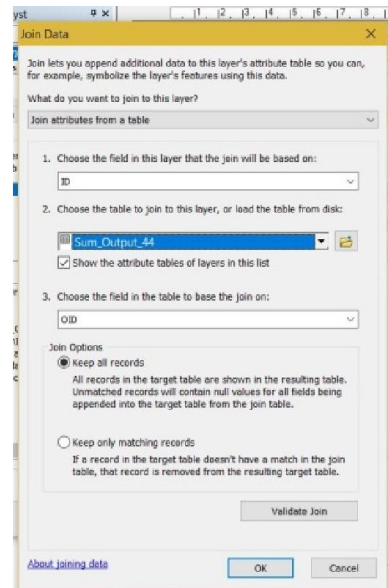 yst
1 2 3 4 5 6 7 8
Join Data
Join lets you append additional data to this layer's attribute table so you can,
for example, symbolize the layer's features using this data.
What do you want to join to this layer?
Join attributes from a table
1. Choose the field in this layer that the join will be based on:
ID
2. Choose the table to join to this layer, or load the table from disk:
Sum_Output_44
Show the attribute tables of layers in this list
3. Choose the field in the table to base the join on:
OID
Join Options
Keep all records
All records in the target table are shown in the resulting table.
Unmatched records will contain null values for all fields being
appended into the target table from the join table.
Keep only matching records
If a record in the target table doesn't have a match in the join
table, that record is removed from the resulting target table.
Validate Join
About joining data
OK
Cancel